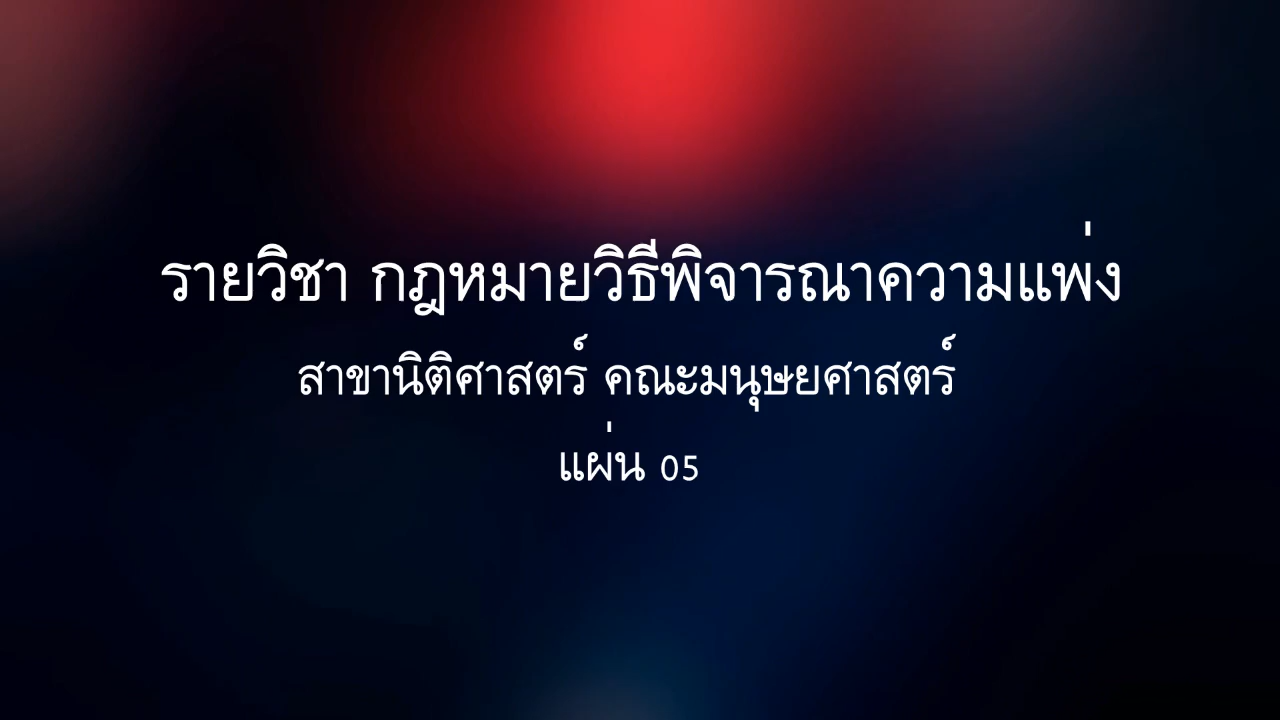 รายวิชา กฎหมายวิธีพิจารณาความแพ่ง
สาขานิติศาสตร์ คณะมนุษยศาสตร์
แผ่น 05